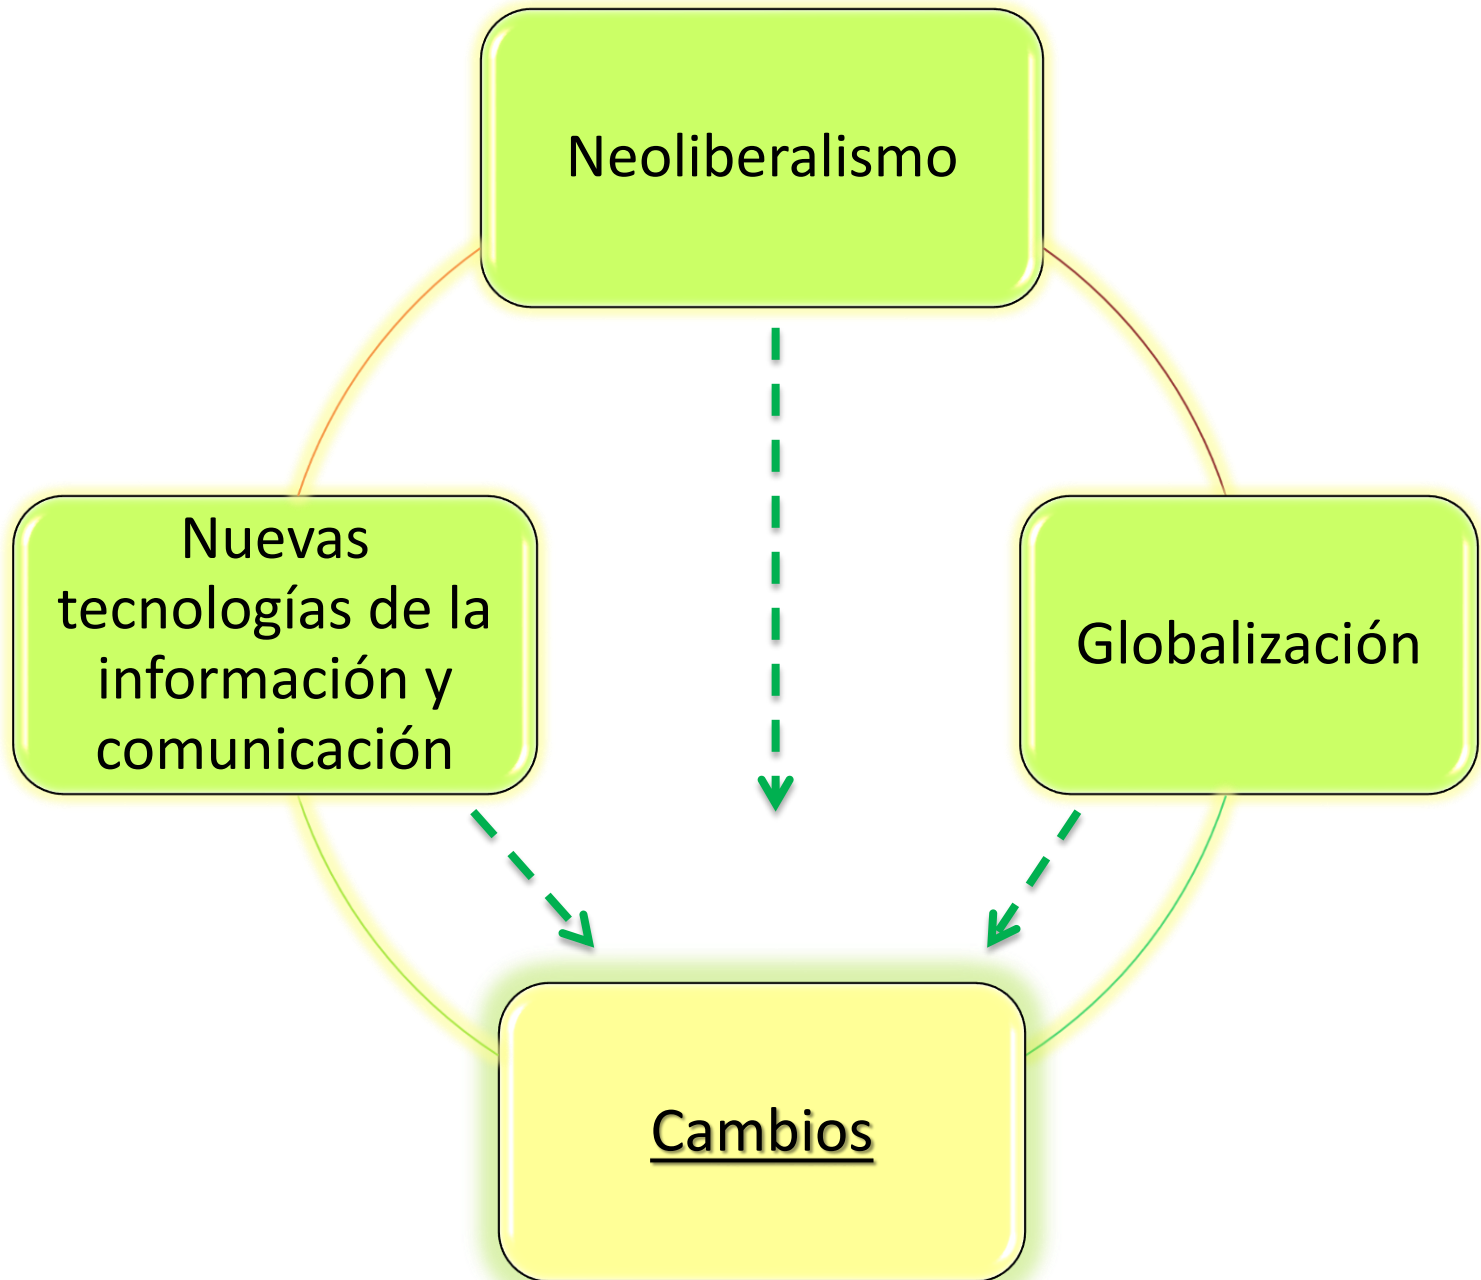 Neoliberalismo
Nuevas
tecnologías de la
información y
comunicación
Globalización
Cambios